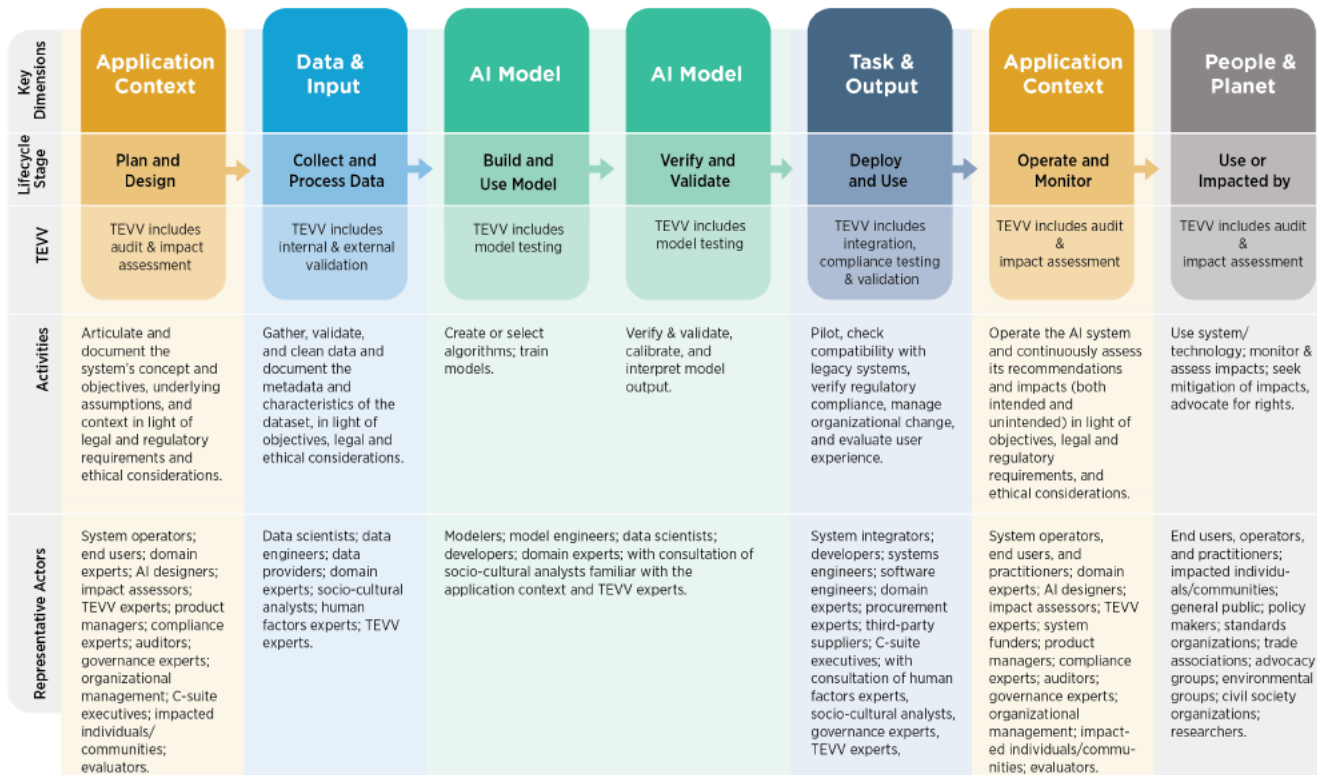 Key
Dimensions
Application
Context
Data &
Input
AI Model
AI Model
Task &
Output
Application
Context
People &
Planet
Lifecycle
Stage
Plan and
Design
Collect and
Process Data
Build and
Use Model
Verify and
Validate
Deploy
and Use
Operate and
Monitor
Use or
Impacted by
TEVV
TEVV includes
audit & impact
assessment
TEVV includes
internal & external
validation
TEVV includes
model testing
TEVV includes
model testing
TEVV includes
integration,
compliance testing
& validation
TEVV includes audit
&
impact assessment
TEVV includes audit
&
impact assessment
Activities
Articulate and
document the
system's concept and
objectives, underlying
assumptions, and
context in light of
legal and regulatory
requirements and
ethical considerations.
Gather, validate,
and clean data and
document the
metadata and
characteristics of the
dataset, in light of
objectives, legal and
ethical considerations.
Create or select
algorithms; train
models.
Verify & validate,
calibrate, and
interpret model
output.
Pilot, check
compatibility with
legacy systems,
verify regulatory
compliance, manage
organizational change,
and evaluate user
experience.
Operate the AI system
and continuously assess
its recommendations
and impacts (both
intended and
unintended) in light of
objectives, legal and
regulatory
requirements, and
ethical considerations.
Use system/
technology; monitor &
assess impacts; seek
mitigation of impacts,
advocate for rights.
Representative Actors
System operators;
end users; domain
experts; AI designers;
impact assessors;
TEVV experts; product
managers; compliance
experts; auditors;
governance experts;
organizational
management; C-suite
executives; impacted
individuals/
communities;
evaluators.
Data scientists; data
engineers; data
providers; domain
experts; socio-cultural
analysts; human
factors experts; TEVV
experts.
Modelers; model engineers; data scientists;
developers; domain experts; with consultation of
socio-cultural analysts familiar with the
application context and TEVV experts.
System integrators;
developers; systems
engineers; software
engineers; domain
experts; procurement
experts; third-party
suppliers; C-suite
executives; with
consultation of human
factors experts,
socio-cultural analysts,
governance experts,
TEVV experts,
System operators,
end users, and
practitioners; domain
experts; AI designers;
impact assessors; TEVV
experts; system
funders; product
managers; compliance
experts; auditors;
governance experts;
organizational
management; impact-
ed individuals/commu-
nities; evaluators.
End users, operators,
and practitioners;
impacted individu-
als/communities;
general public; policy
makers; standards
organizations; trade
associations; advocacy
groups; environmental
groups; civil society
organizations;
researchers.